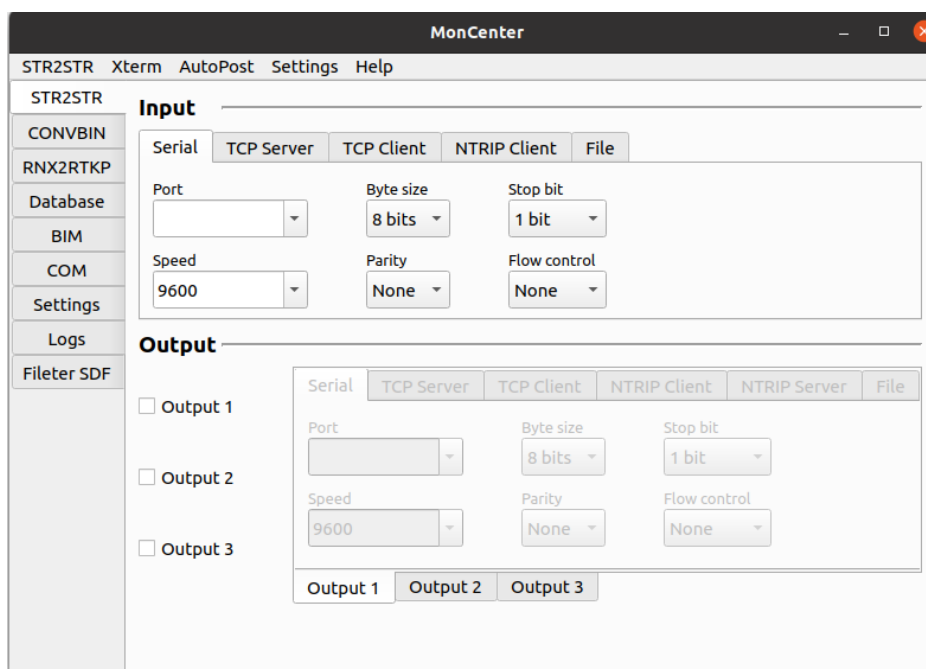 MonCenter
STR2STR Xterm AutoPost Settings Help
STR2STR
CONVBIN
RNX2RTKP
Database
BIM
COM
Settings
Logs
Fileter SDF
Input
Serial TCP Server TCP Client NTRIP Client File
Port Byte size Stop bit
8 bits 1 bit
Speed Parity Flow control
9600 None None
Output
Output 1
Output 2
Output 3
Serial TCP Server TCP Client NTRIP Client NTRIP Server File
Port Byte size Stop bit
8 bits 1 bit
Speed Parity Flow control
9600 None None
Output 1 Output 2 Output 3